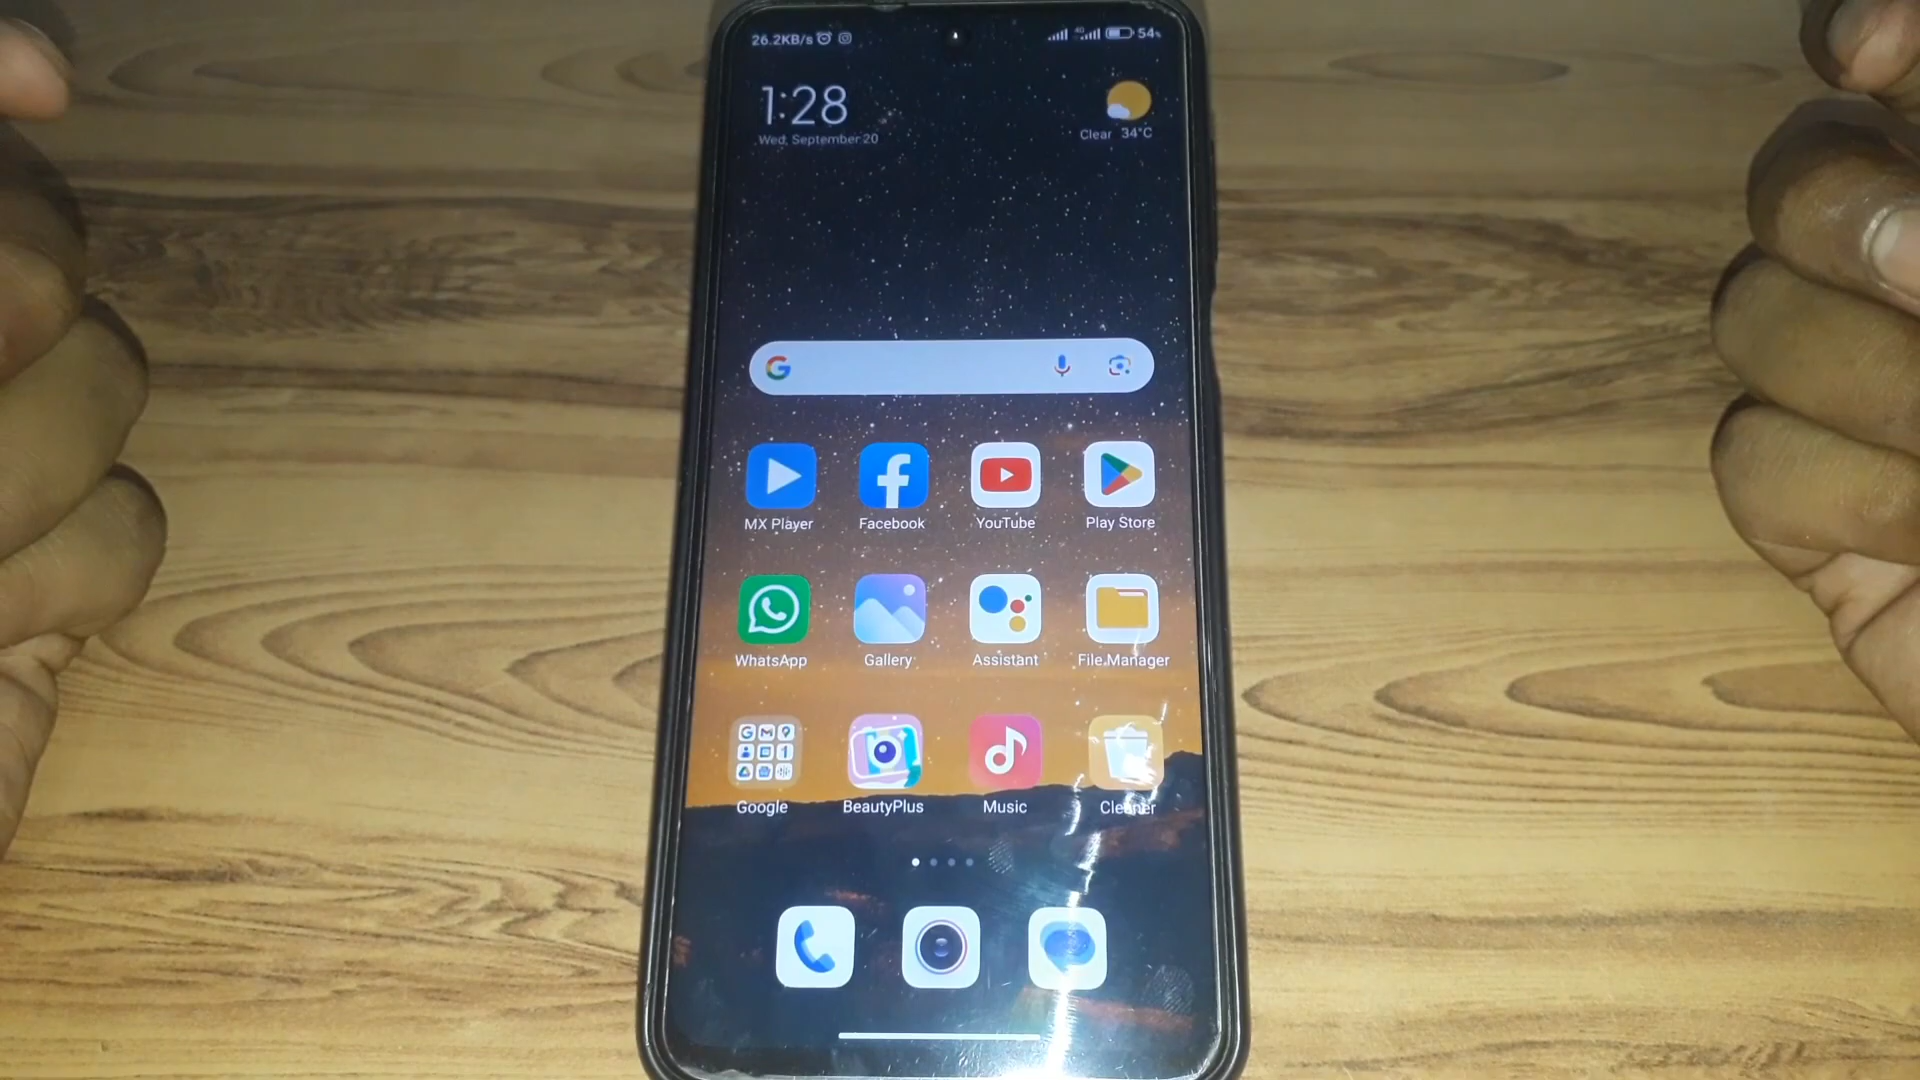 26.2KB/s 4G 54%
1:28
Wed, September 20
Clear 34°C
MX Player Facebook YouTube Play Store
WhatsApp Gallery Assistant File Manager
Google BeautyPlus Music Cleaner